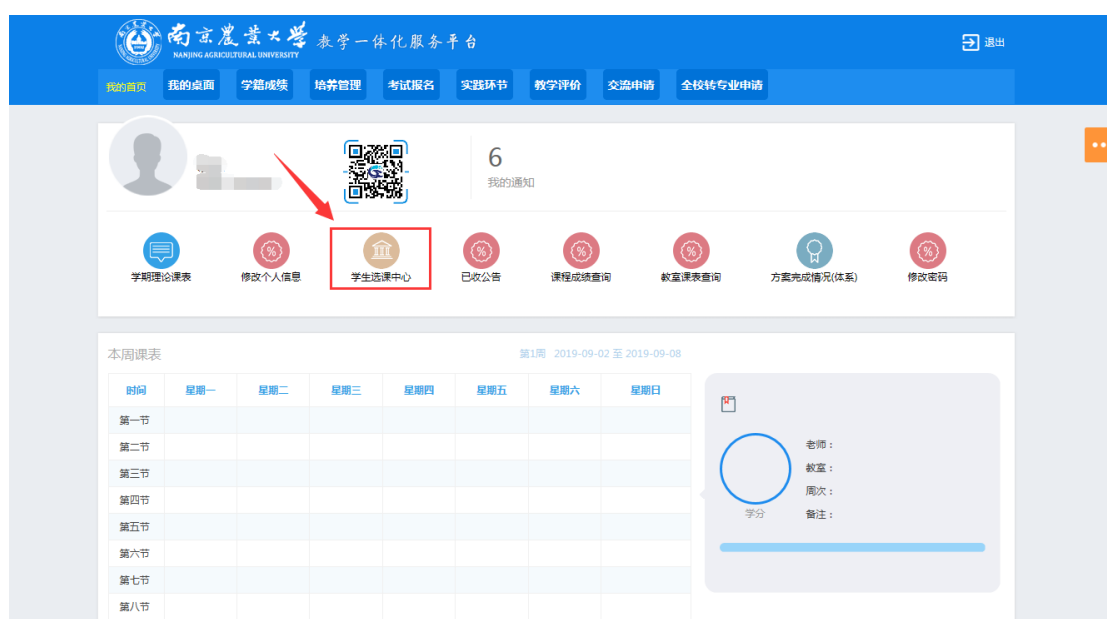 南京農業大學 教学一体化服务平台 退出
NANJING AGRICULTURAL UNIVERSITY
我的首页 我的桌面 学籍成绩 培养管理 考试报名 实践环节 教学评价 交流申请 全校转专业申请
6
我的通知
学期理论课表 修改个人信息 学生选课中心 已收公告 课程成绩查询 教室课表查询 方案完成情况(体系) 修改密码
本周课表 第1周 2019-09-02 至 2019-09-08
时间 星期一 星期二 星期三 星期四 星期五 星期六 星期日
第一节
第二节
第三节
第四节
第五节
第六节
第七节
第八节
老师：
教室：
周次：
学分 备注：